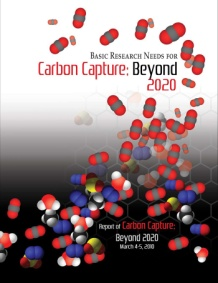 Basic Research Needs for
Carbon Capture: Beyond
2020
Report of Carbon Capture:
Beyond 2020
March 4-5, 2010